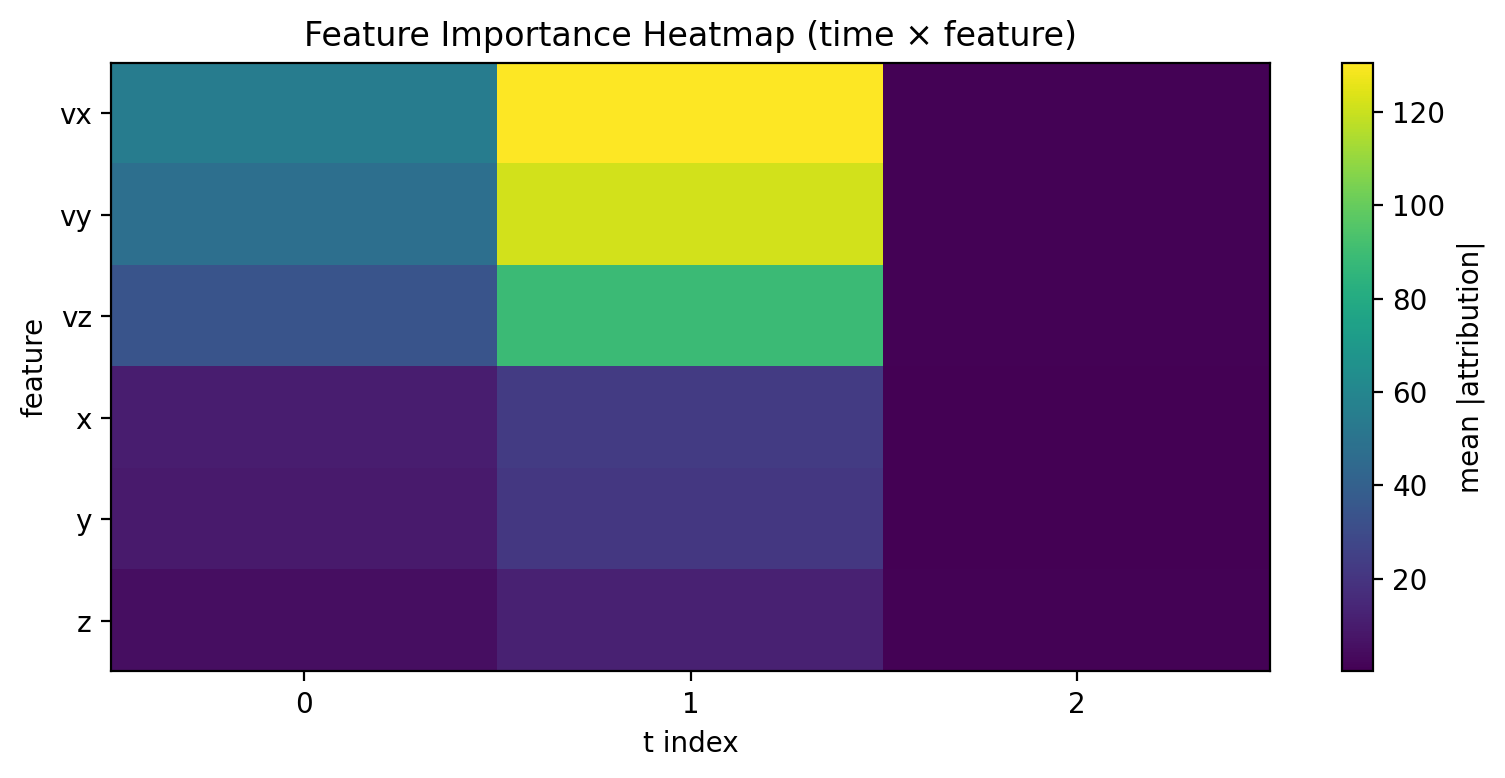 Feature Importance Heatmap (time × feature)
vx
vy
vz
x
y
z
feature
0
1
2
t index
120
100
80
60
40
20
mean |attribution|